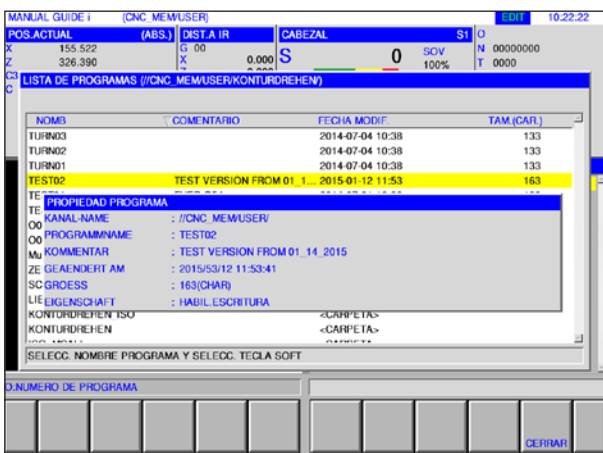 MANUAL GUIDE i (CNC_MEM/USER) EDIT 10:22:22
POS.ACTUAL (ABS.) DIST.A IR CABEZAL S1 O
X 155.522 G 00 S 0 SOV N 00000000
Z 326.390 X 0.000 100% T 0000
C3 LISTA DE PROGRAMAS (//CNC_MEM/USER/KONTURDREHEN/)
C
NOMB COMENTARIO FECHA MODIF. TAM.(CAR.)
TURN03 2014-07-04 10:38 133
TURN02 2014-07-04 10:38 133
TURN01 2014-07-04 10:38 133
TEST02 TEST VERSION FROM 01_1... 2015-01-12 11:53 163
PROPIEDAD PROGRAMA
KANAL-NAME : //CNC_MEM/USER/
PROGRAMMNAME : TEST02
KOMMENTAR : TEST VERSION FROM 01_14_2015
GEAENDERT AM : 2015/53/12 11:53:41
GROESS : 163(CHAR)
EIGENSCHAFT : HABIL.ESCRITURA
KONTURDREHEN ISO <CARPETA>
KONTURDREHEN <CARPETA>
SELECC. NOMBRE PROGRAMA Y SELECC. TECLA SOFT
O:NUMERO DE PROGRAMA
CERRAR